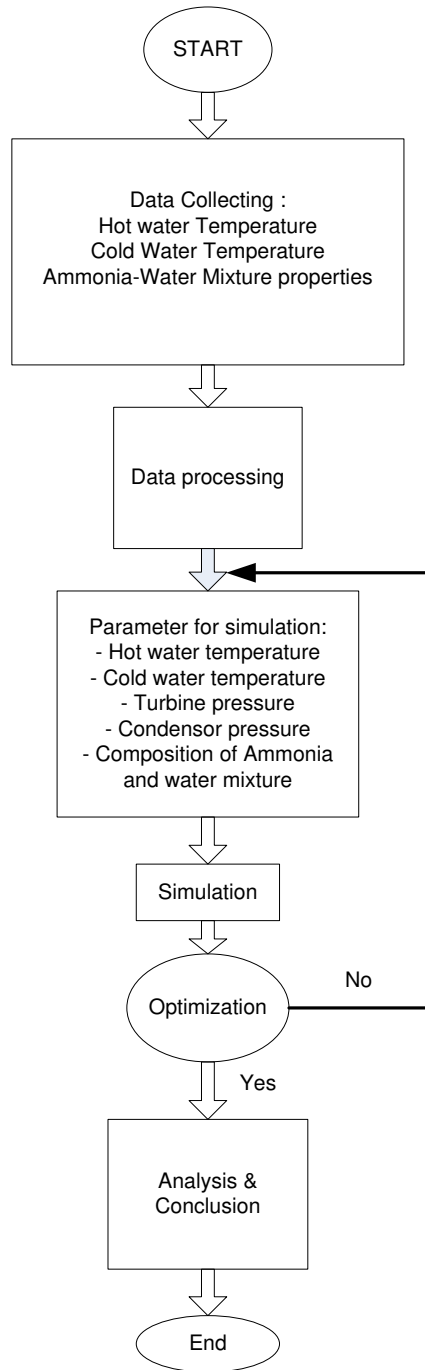 START
Data Collecting :
Hot water Temperature
Cold Water Temperature
Ammonia-Water Mixture properties
Data processing
Parameter for simulation:
- Hot water temperature
- Cold water temperature
- Turbine pressure
- Condensor pressure
- Composition of Ammonia
and water mixture
Simulation
Optimization
No
Yes
Analysis &
Conclusion
End